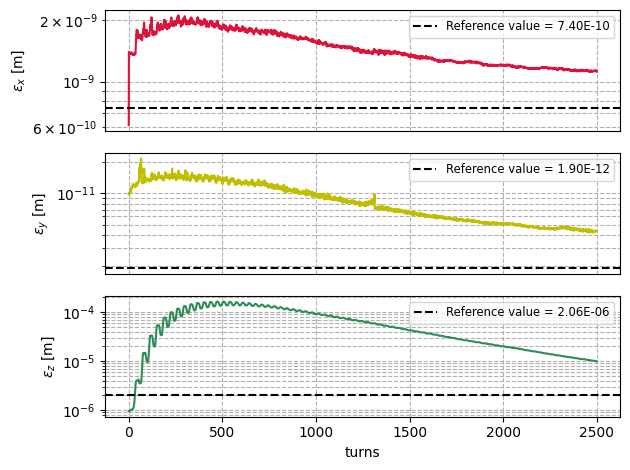 2 × 10⁻⁹
Reference value = 7.40E-10
εₓ [m]
10⁻⁹
6 × 10⁻¹⁰
Reference value = 1.90E-12
ε_y [m]
10⁻¹¹
10⁻⁴
Reference value = 2.06E-06
ε_z [m]
10⁻⁵
10⁻⁶
0 500 1000 1500 2000 2500
turns